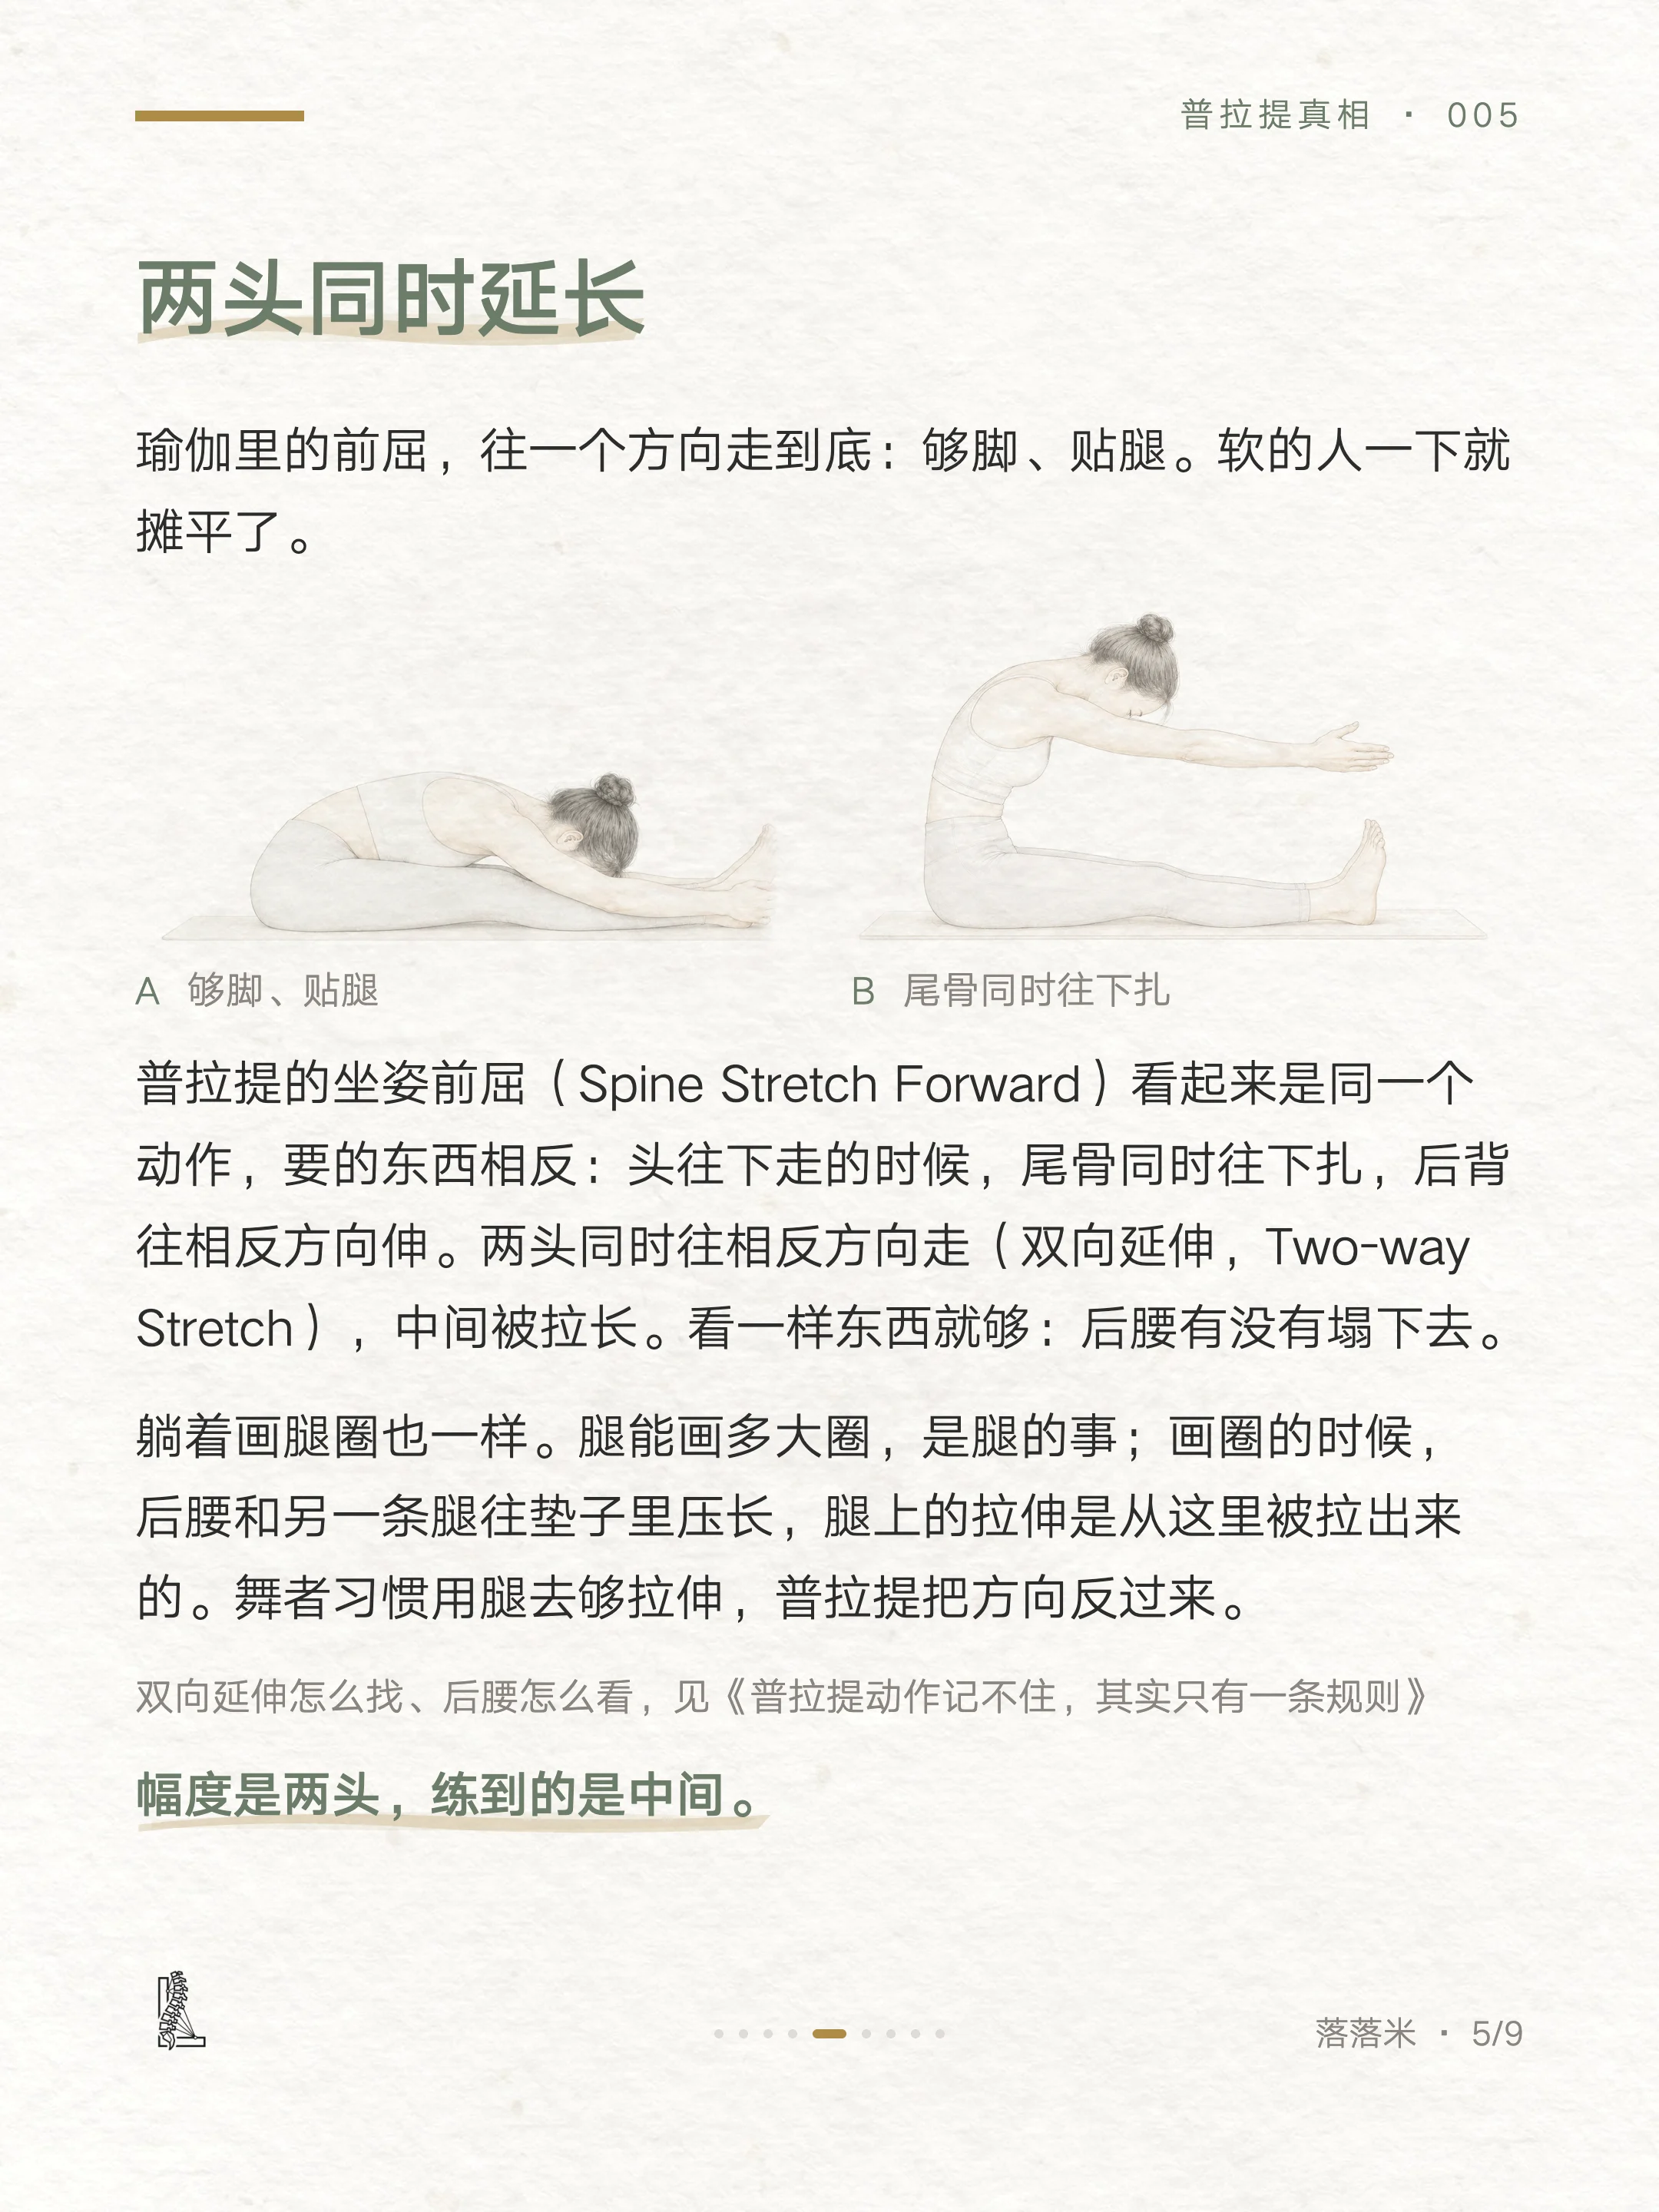 普拉提真相 · 005
两头同时延长
瑜伽里的前屈，往一个方向走到底：够脚、贴腿。软的人一下就
摊平了。
A 够脚、贴腿
B 尾骨同时往下扎
普拉提的坐姿前屈（Spine Stretch Forward）看起来是同一个
动作，要的东西相反：头往下走的时候，尾骨同时往下扎，后背
往相反方向伸。两头同时往相反方向走（双向延伸，Two-way
Stretch），中间被拉长。看一样东西就够：后腰有没有塌下去。
躺着画腿圈也一样。腿能画多大圈，是腿的事；画圈的时候，
后腰和另一条腿往垫子里压长，腿上的拉伸是从这里被拉出来
的。舞者习惯用腿去够拉伸，普拉提把方向反过来。
双向延伸怎么找、后腰怎么看，见《普拉提动作记不住，其实只有一条规则》
幅度是两头，练到的是中间。
落落米 · 5/9